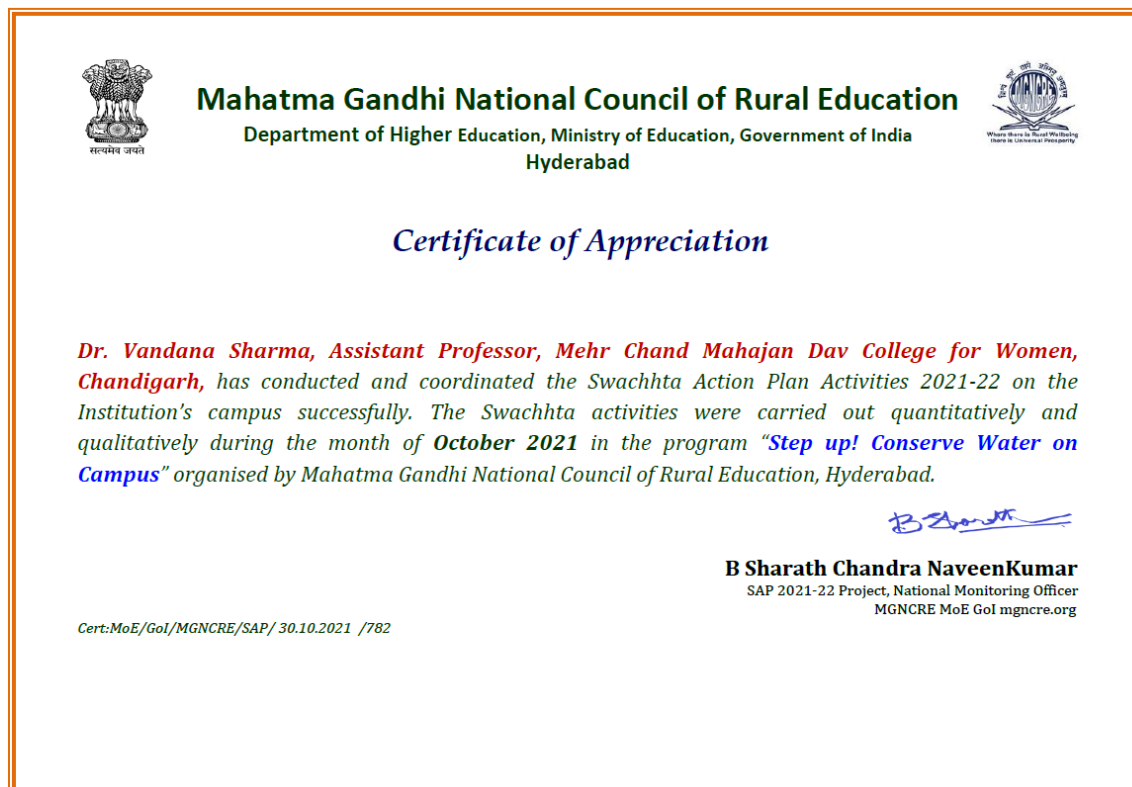 Mahatma Gandhi National Council of Rural Education
Department of Higher Education, Ministry of Education, Government of India
Hyderabad
सत्यमेव जयते
MGNCRE
Where there is Rural Wellbeing
there is Universal Prosperity
Certificate of Appreciation
Dr. Vandana Sharma, Assistant Professor, Mehr Chand Mahajan Dav College for Women,
Chandigarh, has conducted and coordinated the Swachhta Action Plan Activities 2021-22 on the
Institution's campus successfully. The Swachhta activities were carried out quantitatively and
qualitatively during the month of October 2021 in the program “Step up! Conserve Water on
Campus” organised by Mahatma Gandhi National Council of Rural Education, Hyderabad.
B Sharath
B Sharath Chandra NaveenKumar
SAP 2021-22 Project, National Monitoring Officer
MGNCRE MoE GoI mgncre.org
Cert:MoE/GoI/MGNCRE/SAP/ 30.10.2021 /782